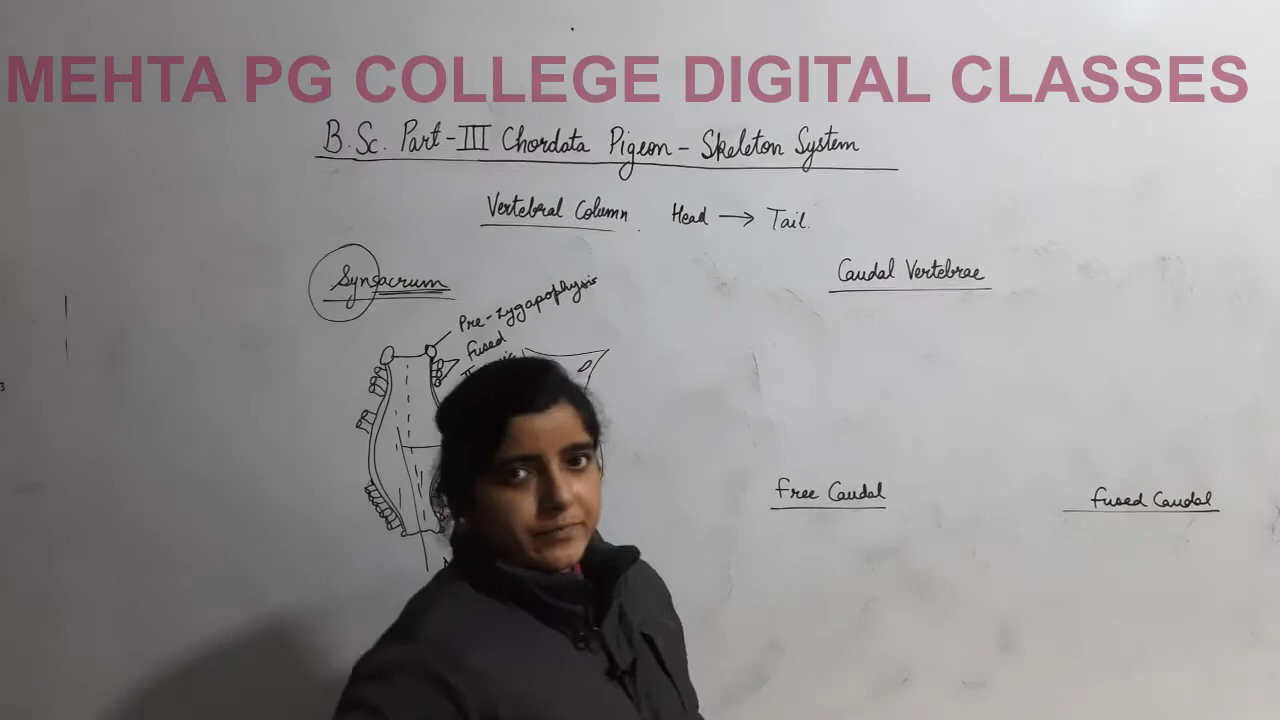 MEHTA PG COLLEGE DIGITAL CLASSES
B.Sc. Part-III Chordata Pigeon - Skeleton System
Vertebral Column Head → Tail
Synsacrum
Caudal Vertebrae
Pre-zygapophysis
Fused
Free Caudal
Fused Caudal